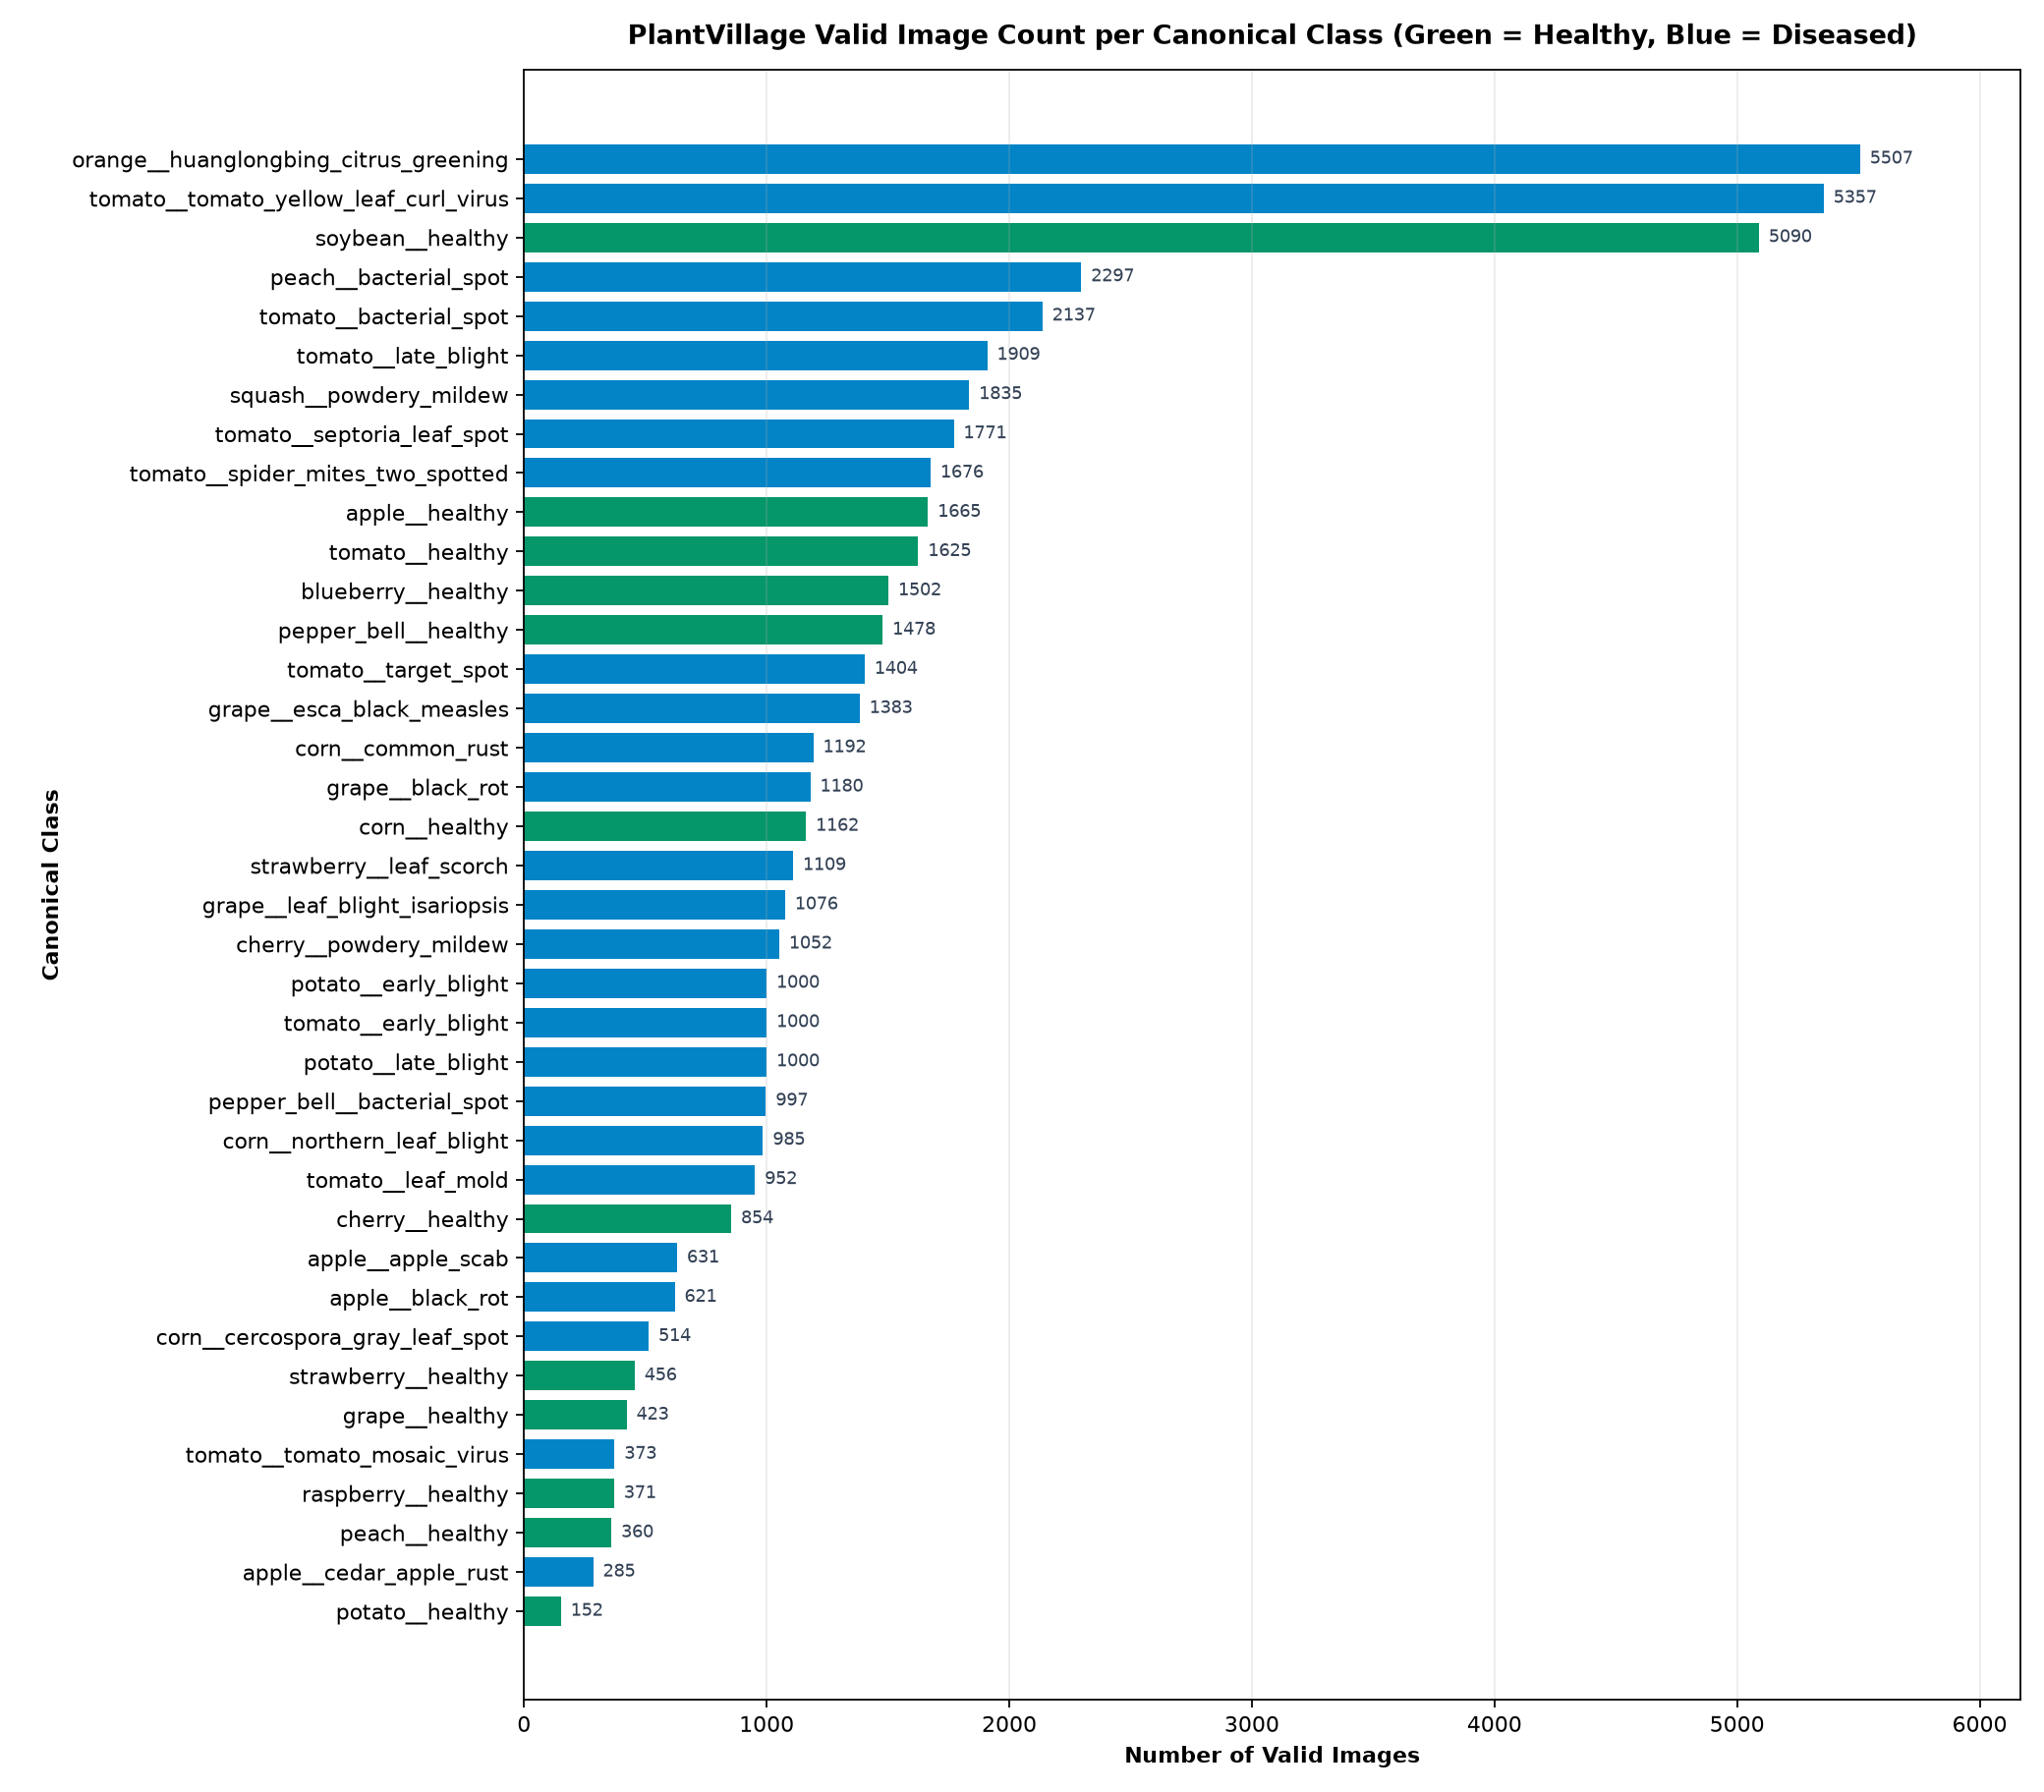 PlantVillage Valid Image Count per Canonical Class (Green = Healthy, Blue = Diseased)
Canonical Class
orange__huanglongbing_citrus_greening 5507
tomato__tomato_yellow_leaf_curl_virus 5357
soybean__healthy 5090
peach__bacterial_spot 2297
tomato__bacterial_spot 2137
tomato__late_blight 1909
squash__powdery_mildew 1835
tomato__septoria_leaf_spot 1771
tomato__spider_mites_two_spotted 1676
apple__healthy 1665
tomato__healthy 1625
blueberry__healthy 1502
pepper_bell__healthy 1478
tomato__target_spot 1404
grape__esca_black_measles 1383
corn__common_rust 1192
grape__black_rot 1180
corn__healthy 1162
strawberry__leaf_scorch 1109
grape__leaf_blight_isariopsis 1076
cherry__powdery_mildew 1052
potato__early_blight 1000
tomato__early_blight 1000
potato__late_blight 1000
pepper_bell__bacterial_spot 997
corn__northern_leaf_blight 985
tomato__leaf_mold 952
cherry__healthy 854
apple__apple_scab 631
apple__black_rot 621
corn__cercospora_gray_leaf_spot 514
strawberry__healthy 456
grape__healthy 423
tomato__tomato_mosaic_virus 373
raspberry__healthy 371
peach__healthy 360
apple__cedar_apple_rust 285
potato__healthy 152
0 1000 2000 3000 4000 5000 6000
Number of Valid Images